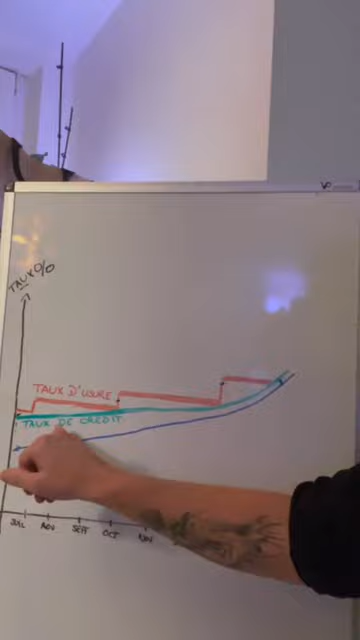 TAUX %
TAUX D'USURE
TAUX DE CREDIT
JUIL AOU SEPT OCT NOV